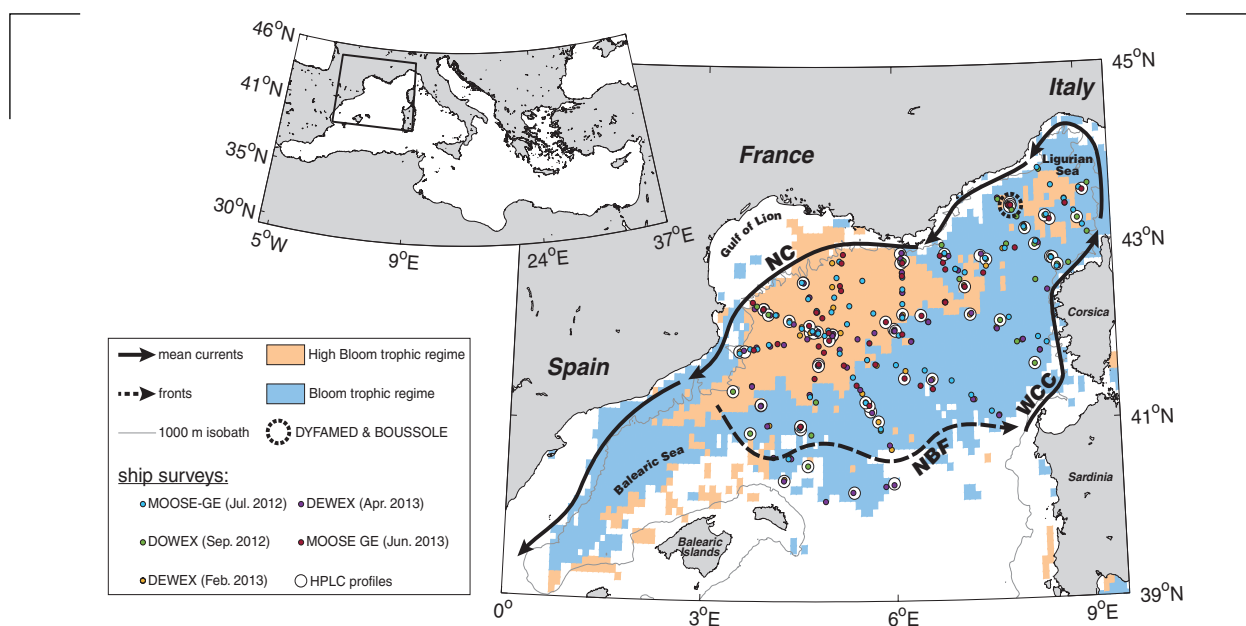 46°N
41°N
35°N
30°N
5°W
9°E
24°E
37°E
45°N
43°N
41°N
39°N
0°
3°E
6°E
9°E
Italy
France
Spain
Ligurian
Sea
Gulf of Lion
NC
Corsica
WCC
NBF
Balearic Sea
Sardinia
Balearic
Islands
mean currents
High Bloom trophic regime
fronts
Bloom trophic regime
1000 m isobath
DYFAMED & BOUSSOLE
ship surveys:
MOOSE-GE (Jul. 2012)
DEWEX (Apr. 2013)
DOWEX (Sep. 2012)
MOOSE GE (Jun. 2013)
DEWEX (Feb. 2013)
HPLC profiles